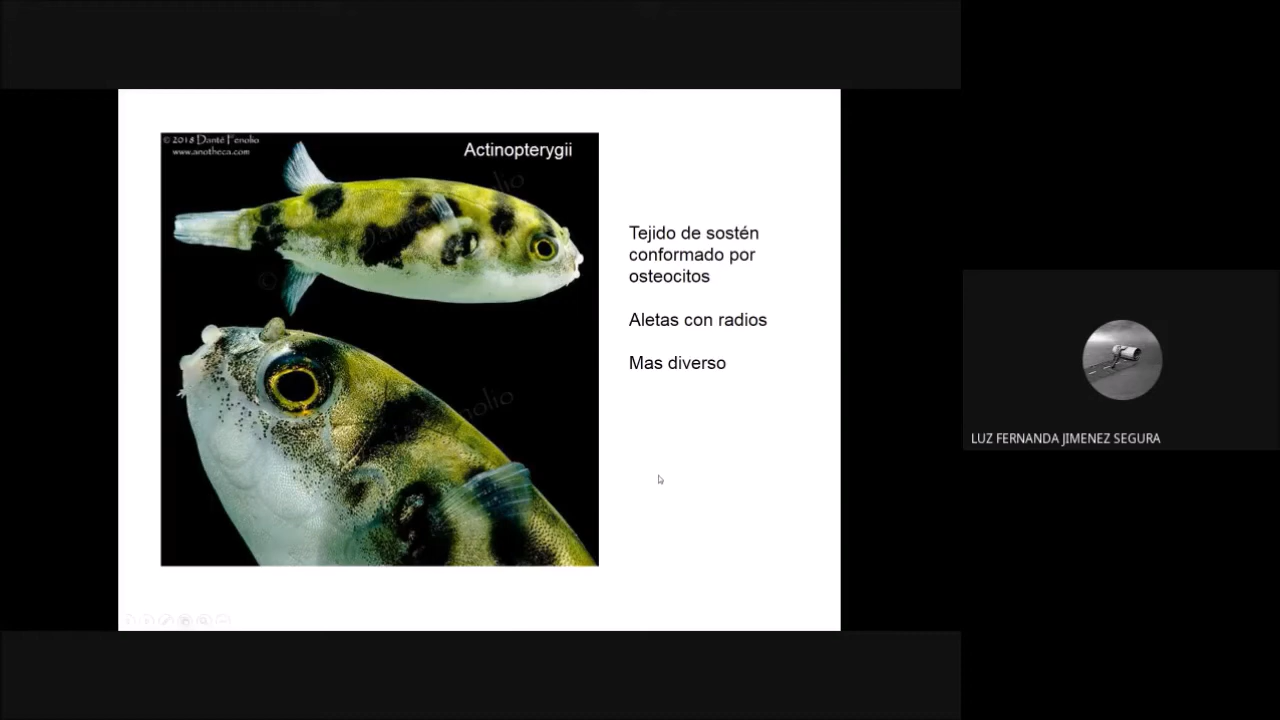 © 2018 Danté Fenolio
www.anotheca.com
Actinopterygii
Tejido de sostén
conformado por
osteocitos
Aletas con radios
Mas diverso
LUZ FERNANDA JIMENEZ SEGURA